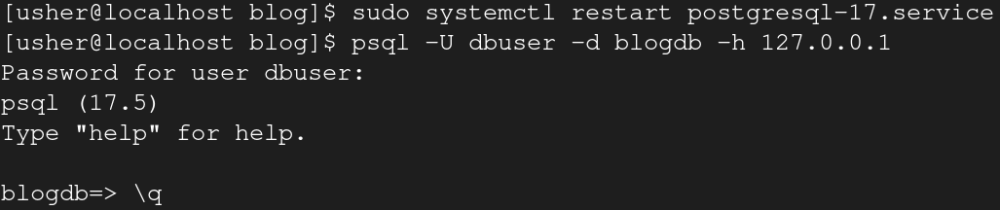 [usher@localhost blog]$ sudo systemctl restart postgresql-17.service
[usher@localhost blog]$ psql -U dbuser -d blogdb -h 127.0.0.1
Password for user dbuser:
psql (17.5)
Type "help" for help.
blogdb=> \q